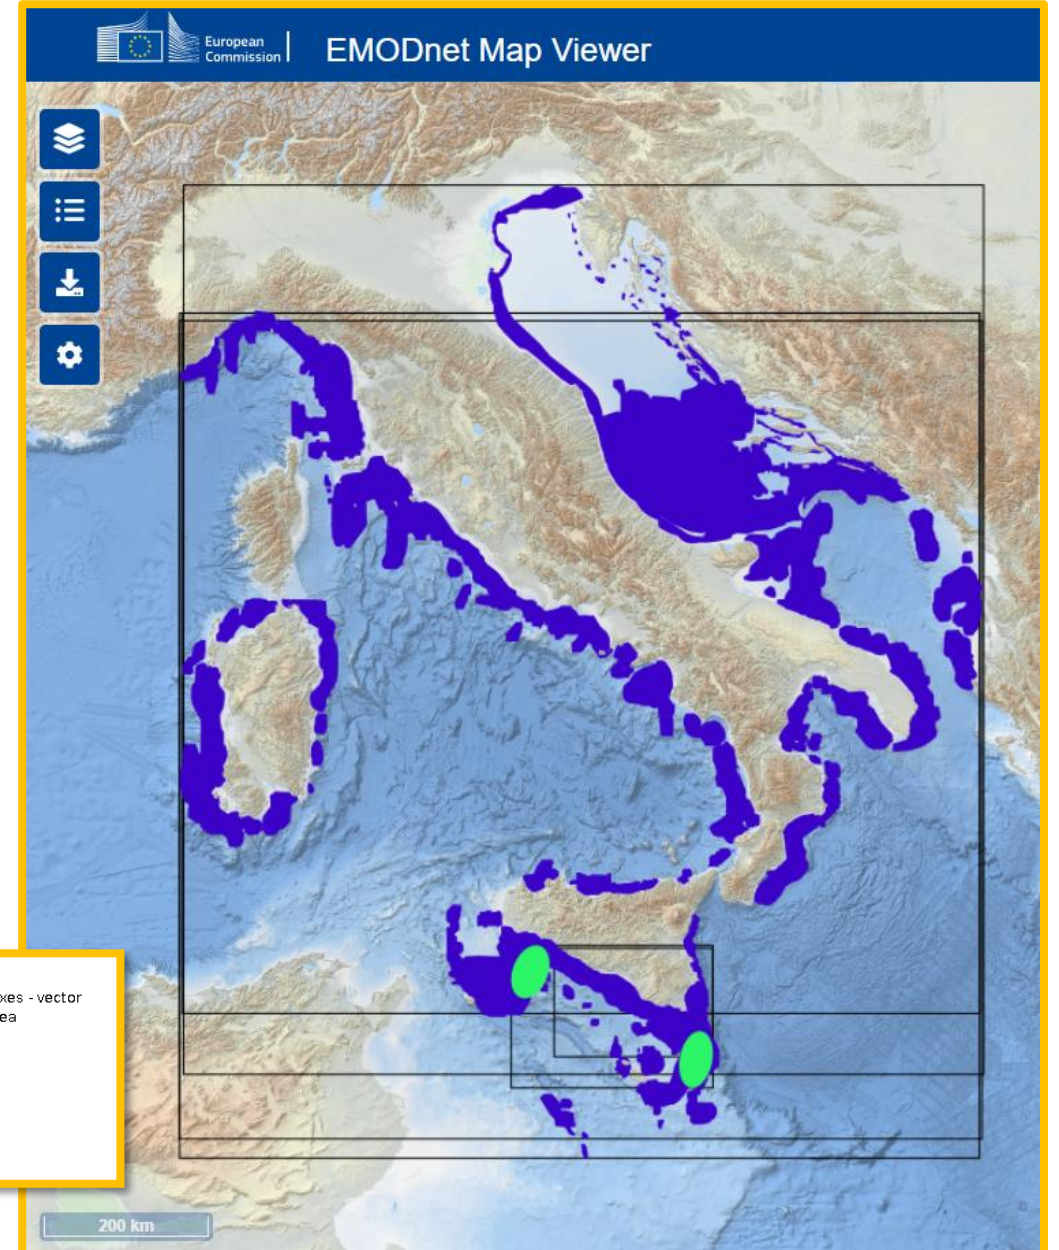 European
Commission
EMODnet Map Viewer
xes - vector
ea
200 km